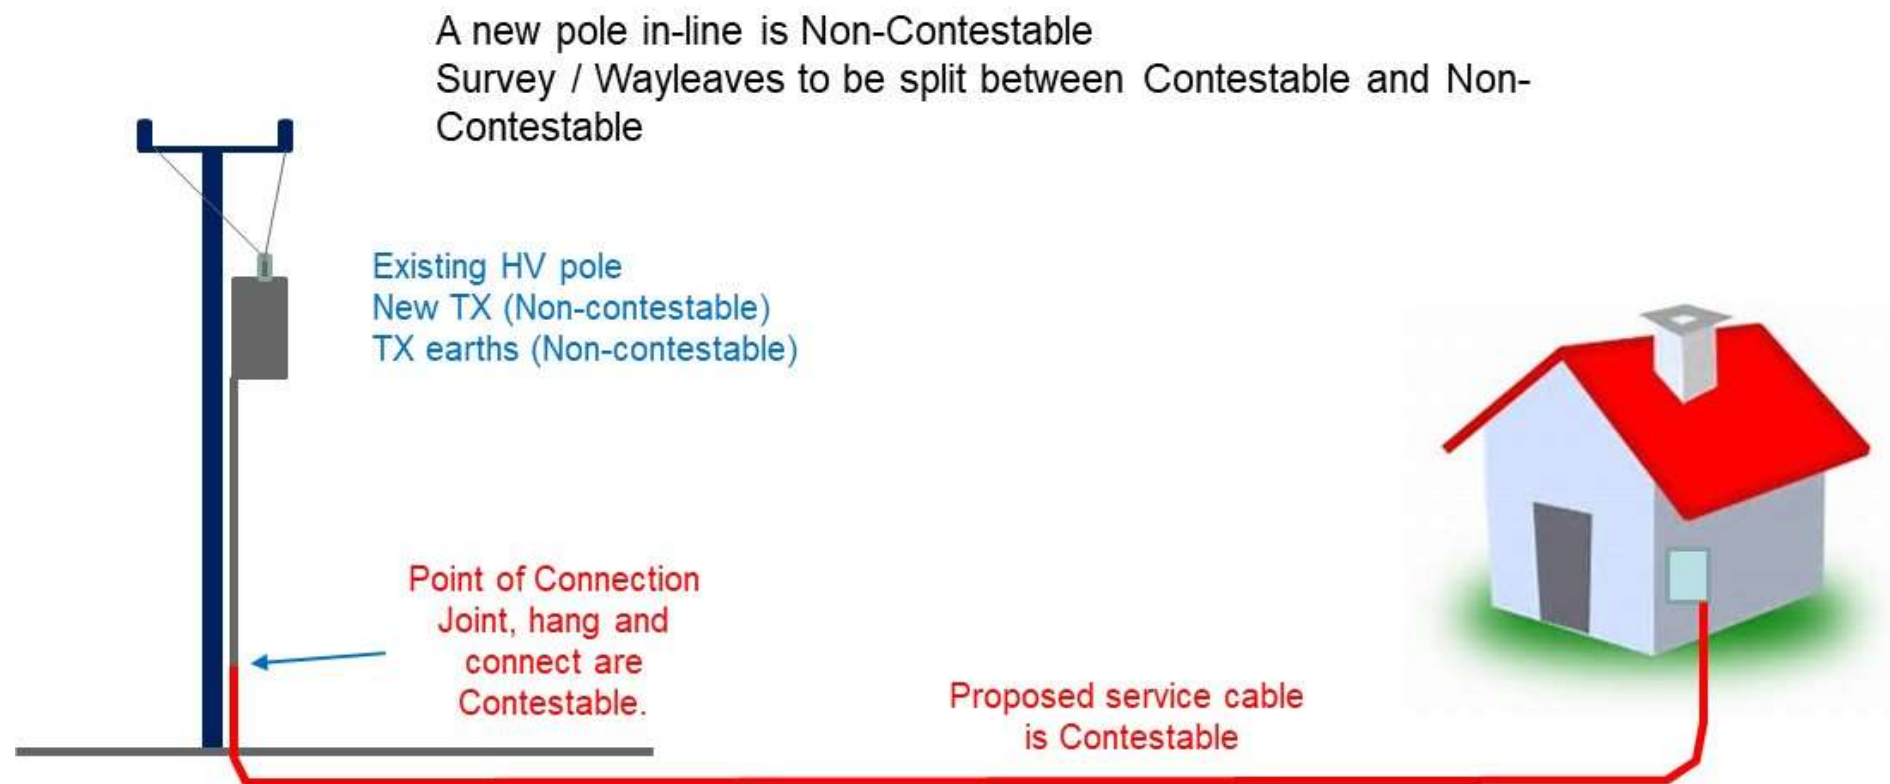 A new pole in-line is Non-Contestable
Survey / Wayleaves to be split between Contestable and Non-
Contestable
Existing HV pole
New TX (Non-contestable)
TX earths (Non-contestable)
Point of Connection
Joint, hang and
connect are
Contestable.
Proposed service cable
is Contestable